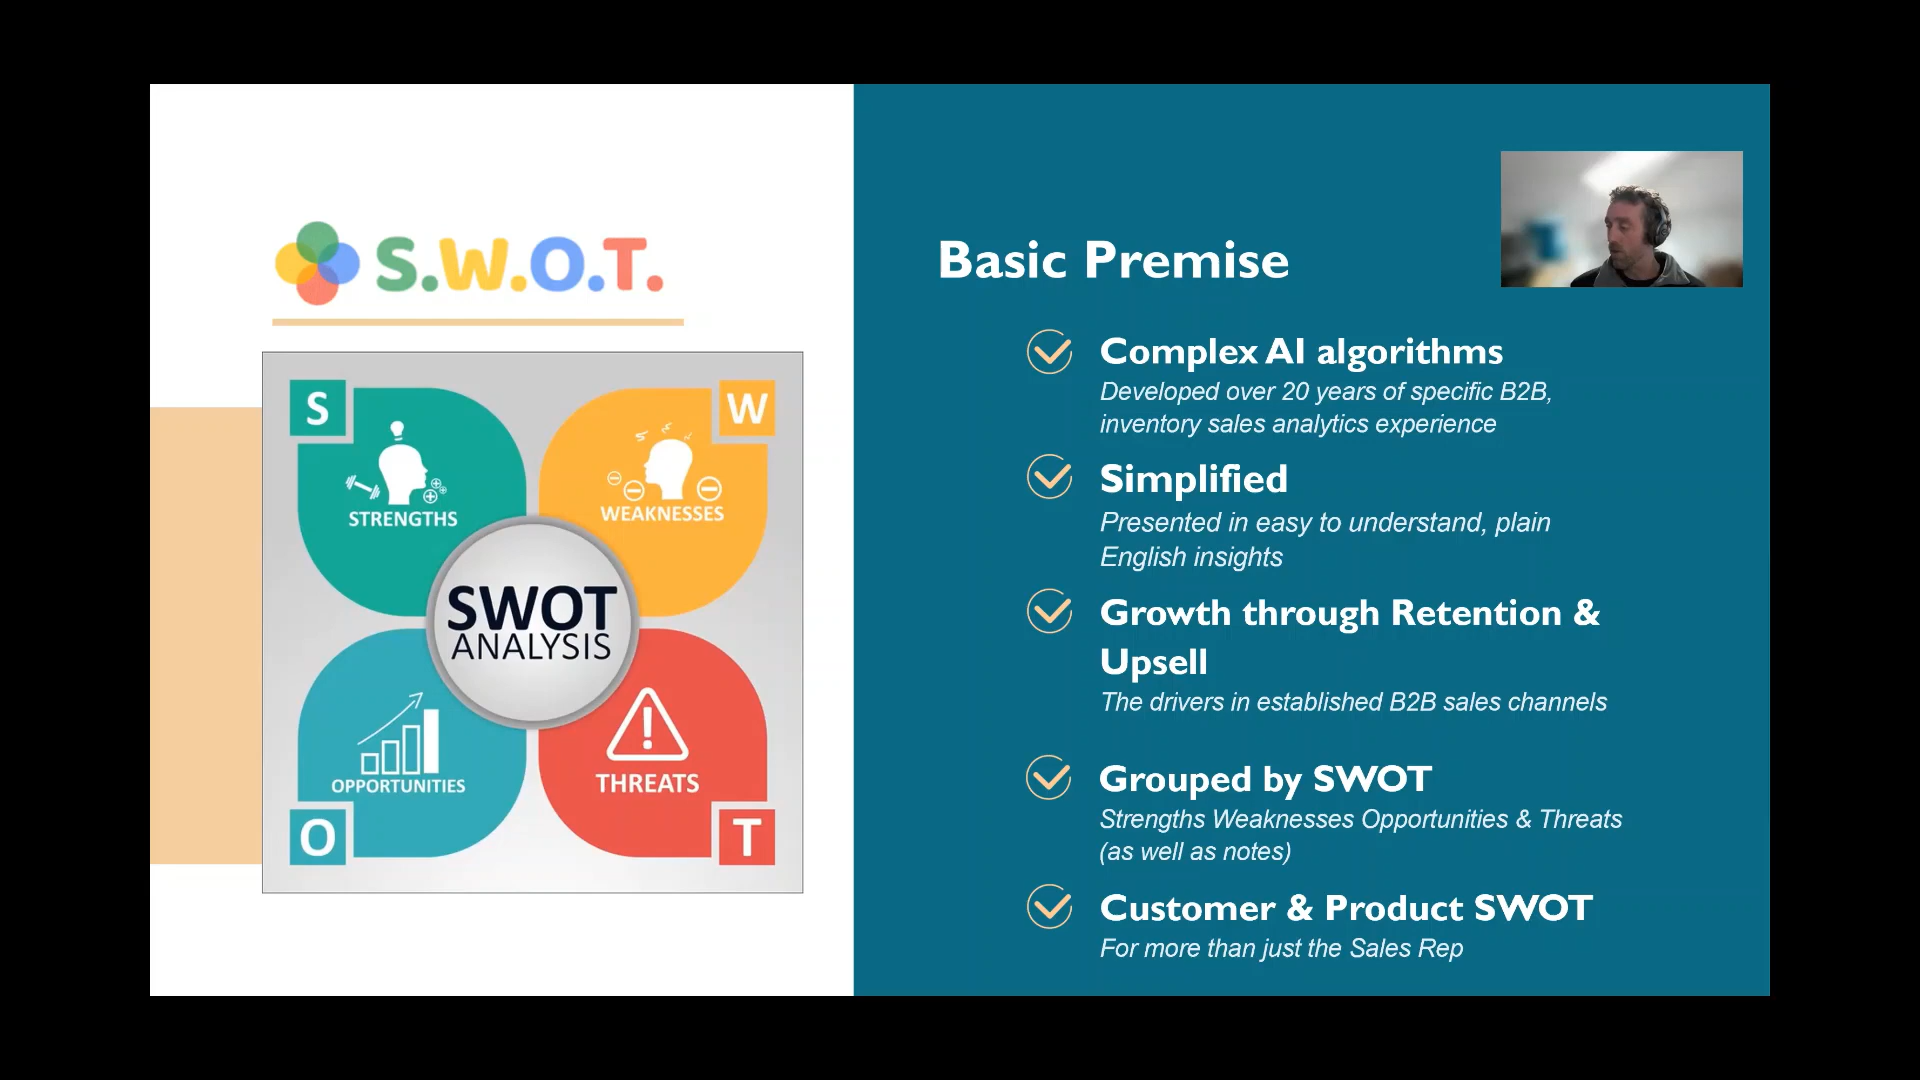 S.W.O.T.
S
W
STRENGTHS
WEAKNESSES
SWOT
ANALYSIS
OPPORTUNITIES
THREATS
O
T
Basic Premise
Complex AI algorithms
Developed over 20 years of specific B2B,
inventory sales analytics experience
Simplified
Presented in easy to understand, plain
English insights
Growth through Retention &
Upsell
The drivers in established B2B sales channels
Grouped by SWOT
Strengths Weaknesses Opportunities & Threats
(as well as notes)
Customer & Product SWOT
For more than just the Sales Rep